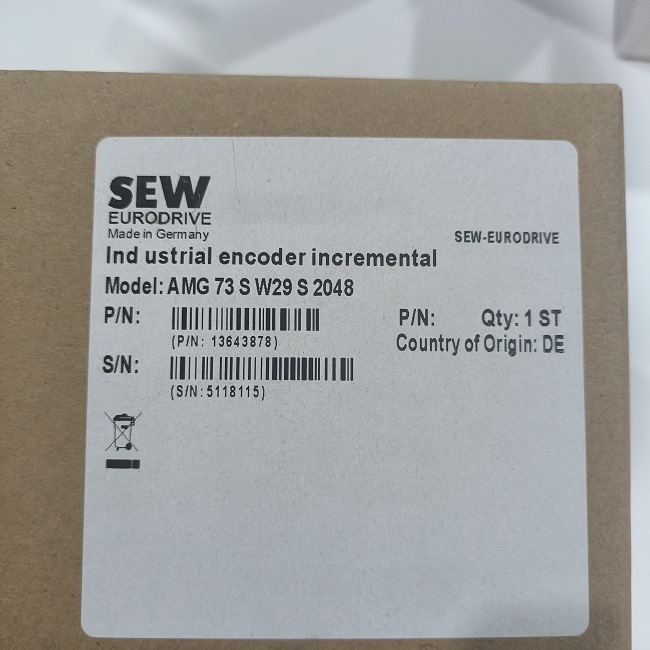 SEW
EURODRIVE
Made in Germany
SEW-EURODRIVE
Ind ustrial encoder incremental
Model: AMG 73 S W29 S 2048
P/N:
(P/N: 13643878)
P/N: Qty: 1 ST
Country of Origin: DE
S/N:
(S/N:5118115)